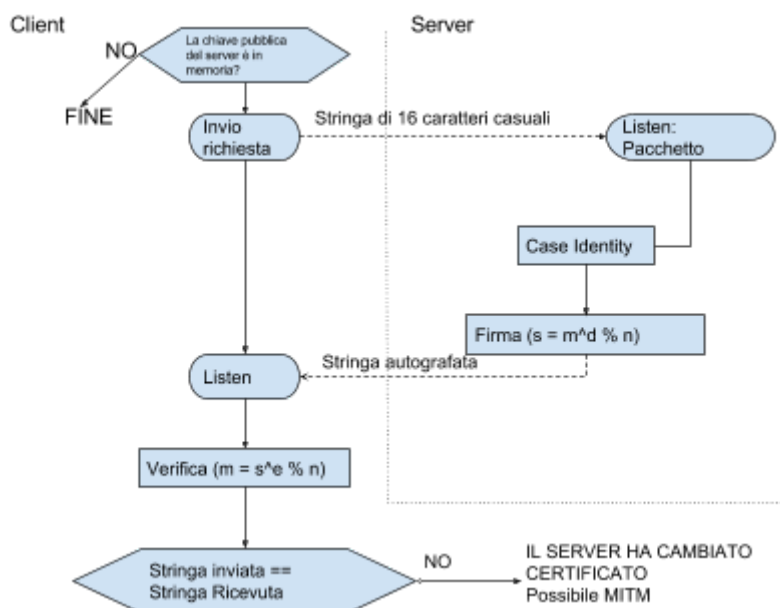 Client
Server
La chiave pubblica
del server è in
memoria?
NO
FINE
Invio
richiesta
Stringa di 16 caratteri casuali
Listen:
Pacchetto
Case Identity
Firma (s = m^d % n)
Stringa autografata
Listen
Verifica (m = s^e % n)
Stringa inviata ==
Stringa Ricevuta
NO
IL SERVER HA CAMBIATO
CERTIFICATO
Possibile MITM